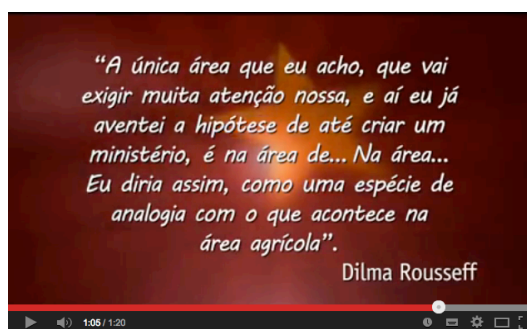 “A única área que eu acho, que vai
exigir muita atenção nossa, e aí eu já
aventei a hipótese de até criar um
ministério, é na área de... Na área...
Eu diria assim, como uma espécie de
analogia com o que acontece na
área agrícola”.
Dilma Rousseff
1:05 / 1:20